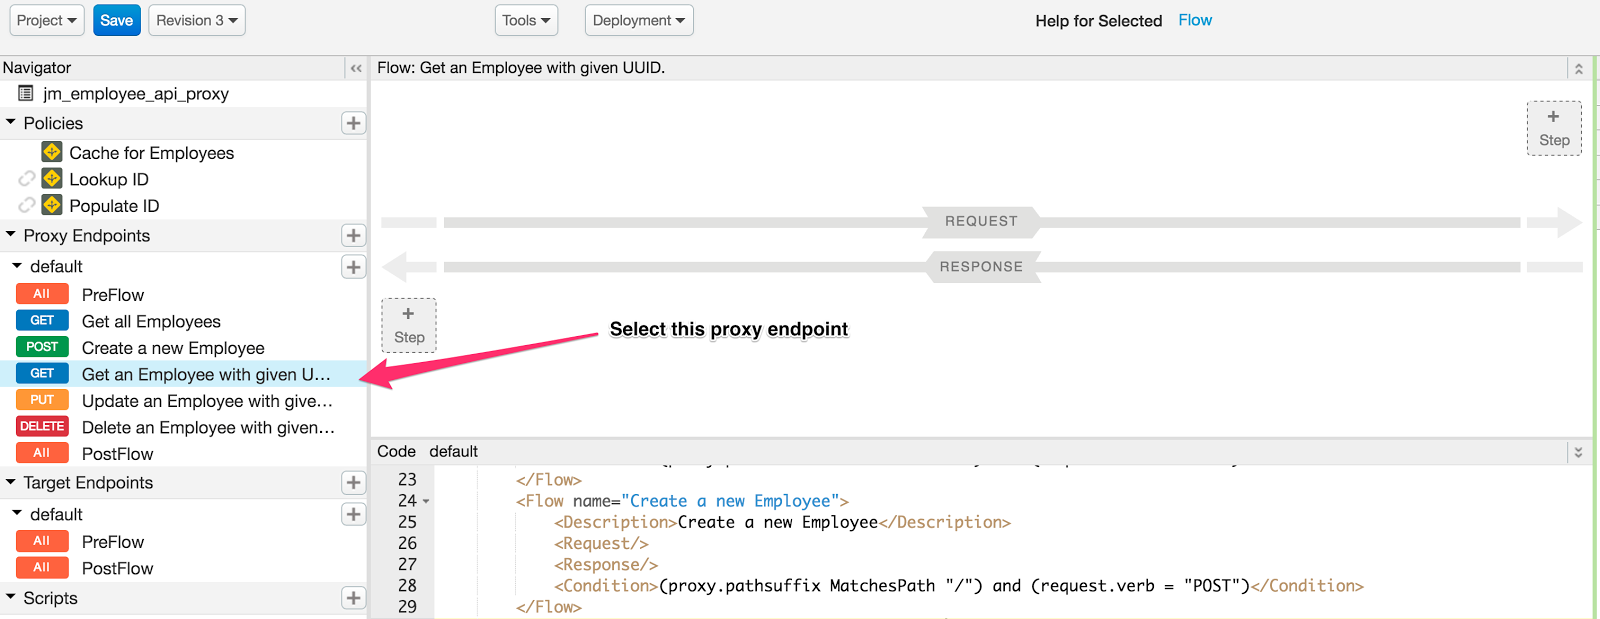 Project Save Revision 3 Tools Deployment Help for Selected Flow
Navigator
jm_employee_api_proxy
Policies
Cache for Employees
Lookup ID
Populate ID
Proxy Endpoints
default
All PreFlow
GET Get all Employees
POST Create a new Employee
GET Get an Employee with given U...
PUT Update an Employee with give...
DELETE Delete an Employee with given...
All PostFlow
Target Endpoints
default
All PreFlow
All PostFlow
Scripts
Flow: Get an Employee with given UUID.
+
Step
REQUEST
RESPONSE
+
Step
Select this proxy endpoint
Code default
23 </Flow>
24 <Flow name="Create a new Employee">
25 <Description>Create a new Employee</Description>
26 <Request/>
27 <Response/>
28 <Condition>(proxy.pathsuffix MatchesPath "/") and (request.verb = "POST")</Condition>
29 </Flow>